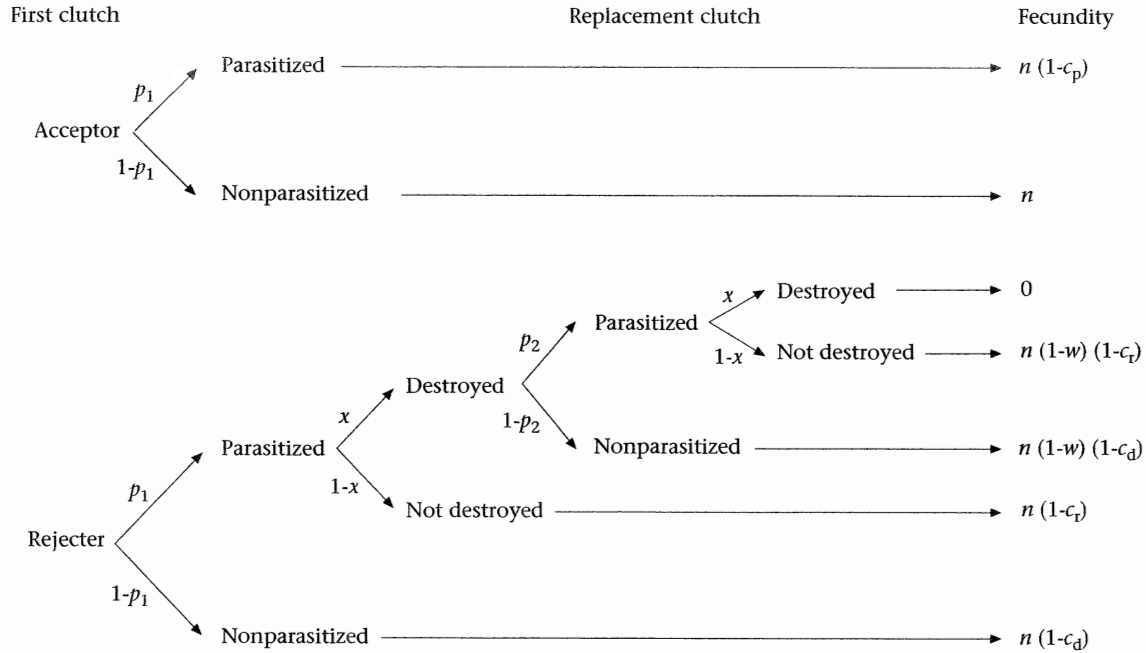 First clutch Replacement clutch Fecundity
Parasitized n (1-cp)
p1
Acceptor
1-p1
Nonparasitized n
x Destroyed 0
Parasitized
p2 1-x Not destroyed n (1-w) (1-cr)
Destroyed
x 1-p2
Parasitized Nonparasitized n (1-w) (1-cd)
p1 1-x
Not destroyed n (1-cr)
Rejecter
1-p1
Nonparasitized n (1-cd)